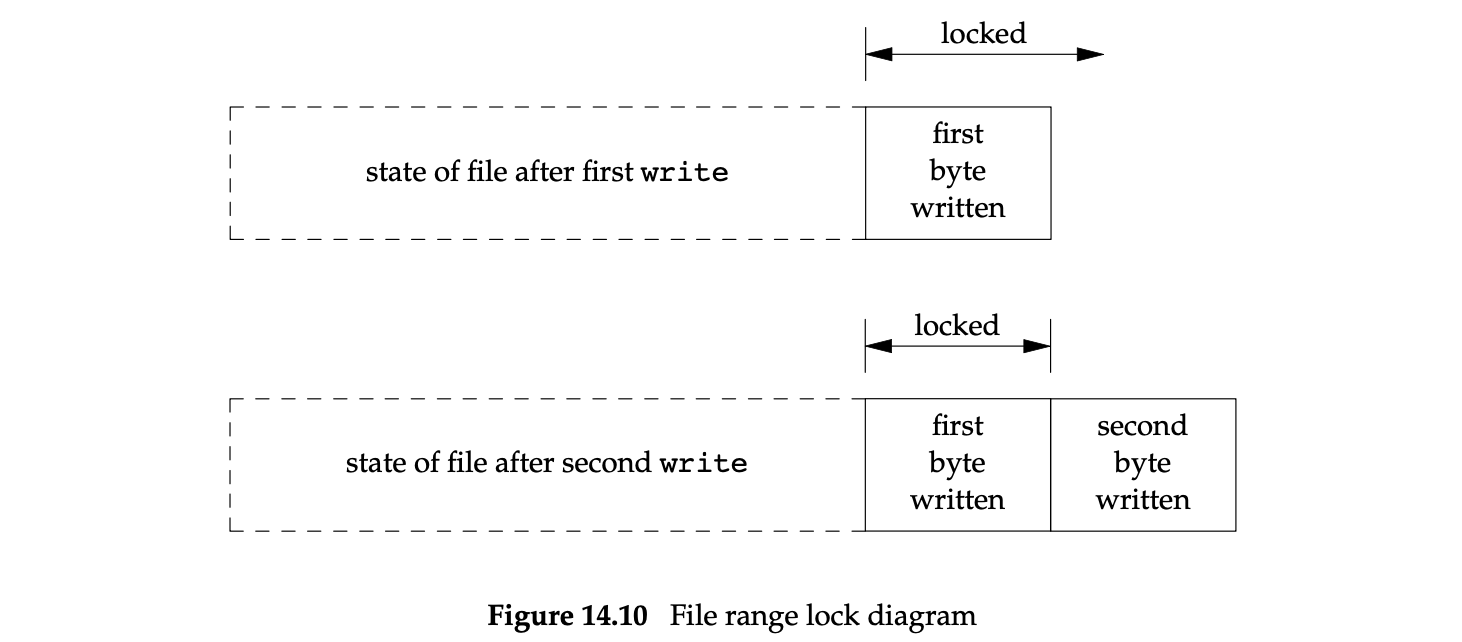 locked
state of file after first write
first
byte
written
locked
state of file after second write
first
byte
written
second
byte
written
Figure 14.10 File range lock diagram